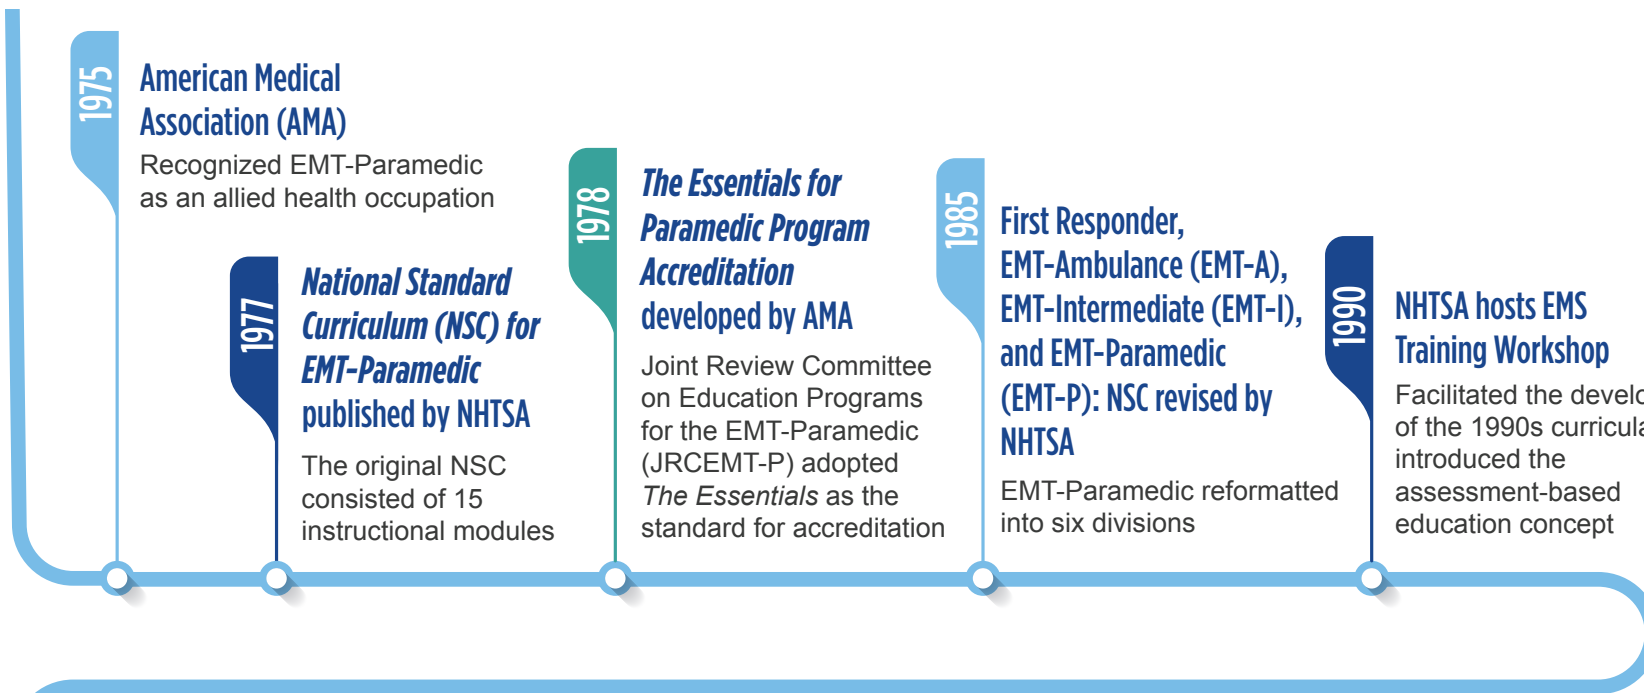 1975
American Medical
Association (AMA)
Recognized EMT-Paramedic
as an allied health occupation
1977
National Standard
Curriculum (NSC) for
EMT-Paramedic
published by NHTSA
The original NSC
consisted of 15
instructional modules
1978
The Essentials for
Paramedic Program
Accreditation
developed by AMA
Joint Review Committee
on Education Programs
for the EMT-Paramedic
(JRCEMT-P) adopted
The Essentials as the
standard for accreditation
1985
First Responder,
EMT-Ambulance (EMT-A),
EMT-Intermediate (EMT-I),
and EMT-Paramedic
(EMT-P): NSC revised by
NHTSA
EMT-Paramedic reformatted
into six divisions
1990
NHTSA hosts EMS
Training Workshop
Facilitated the
of the 1990s curricula
introduced the
assessment-based
education concept